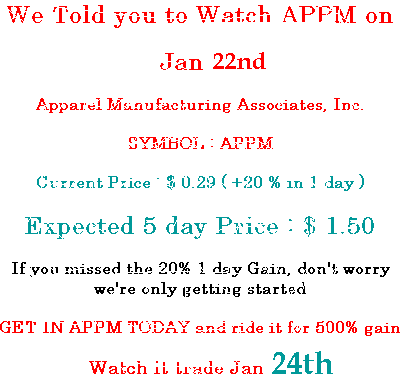 We Told you to Watch APPM on
Jan 22nd
Apparel Manufacturing Associates, Inc.
SYMBOL : APPM
Current Price : $ 0.29 ( +20 % in 1 day )
Expected 5 day Price : $ 1.50
If you missed the 20% 1 day Gain, don't worry
we're only getting started
GET IN APPM TODAY and ride it for 500% gain
Watch it trade Jan 24th